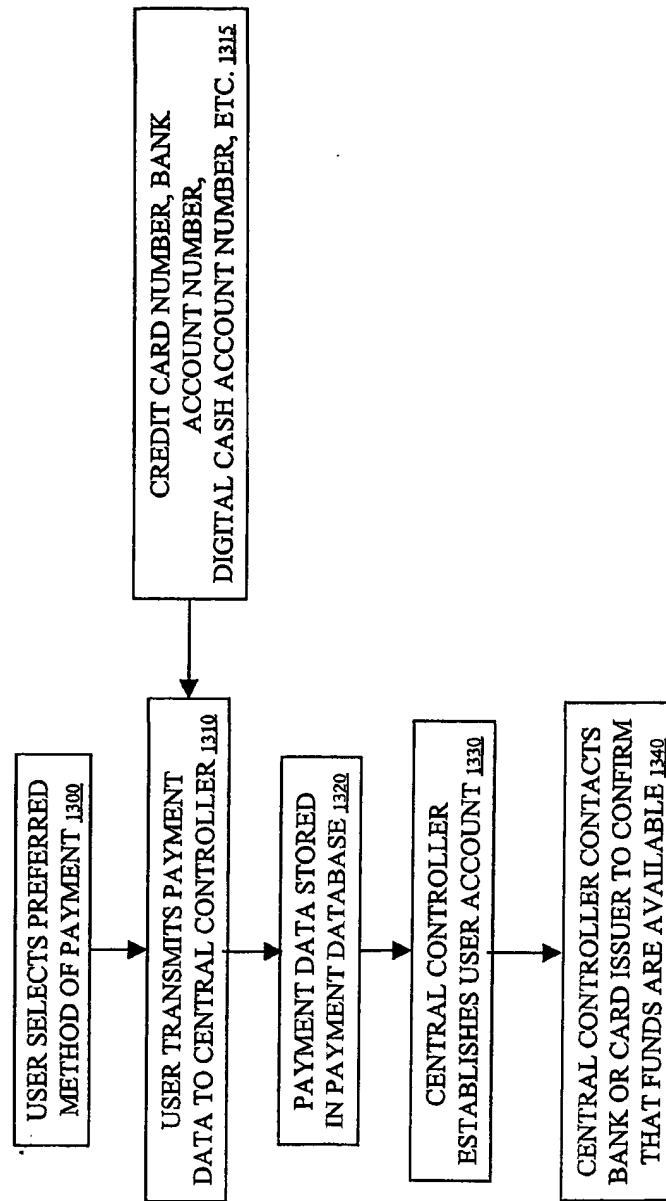 USER SELECTS PREFERRED
METHOD OF PAYMENT 1300
USER TRANSMITS PAYMENT
DATA TO CENTRAL CONTROLLER 1310
CREDIT CARD NUMBER, BANK
ACCOUNT NUMBER,
DIGITAL CASH ACCOUNT NUMBER, ETC. 1315
PAYMENT DATA STORED
IN PAYMENT DATABASE 1320
CENTRAL CONTROLLER
ESTABLISHES USER ACCOUNT 1330
CENTRAL CONTROLLER CONTACTS
BANK OR CARD ISSUER TO CONFIRM
THAT FUNDS ARE AVAILABLE 1340